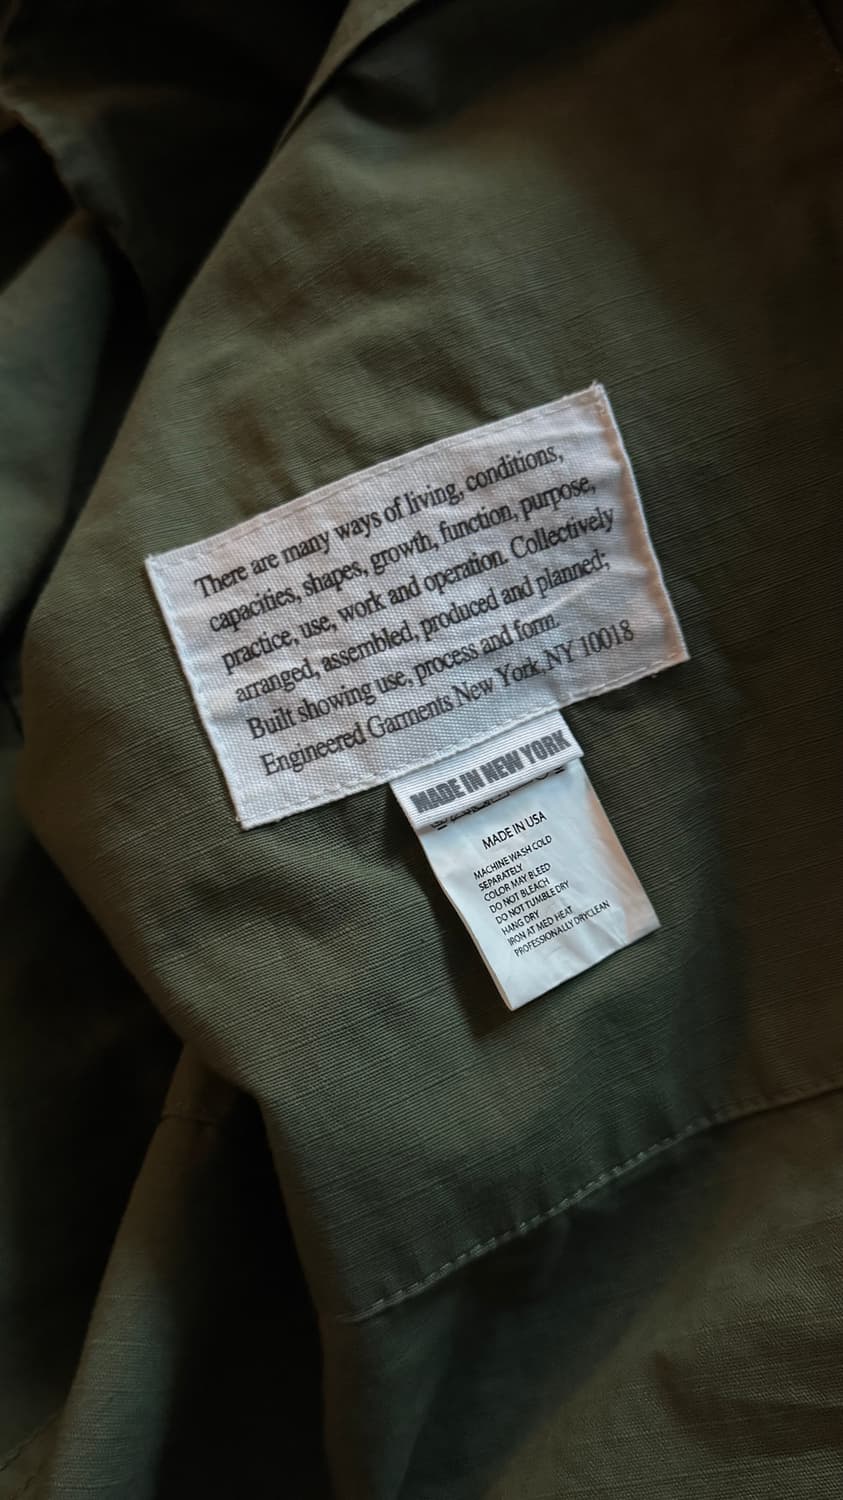 There are many ways of living, conditions,
capacities, shapes, growth, function, purpose,
practice, use, work and operation. Collectively
arranged, assembled, produced and planned;
Built showing use, process and form.
Engineered Garments New York, NY 10018
MADE IN NEW YORK
MADE IN USA
MACHINE WASH COLD
SEPARATELY
COLOR MAY BLEED
DO NOT BLEACH
DO NOT TUMBLE DRY
HANG DRY
IRON AT MED HEAT
PROFESSIONALLY DRYCLEAN